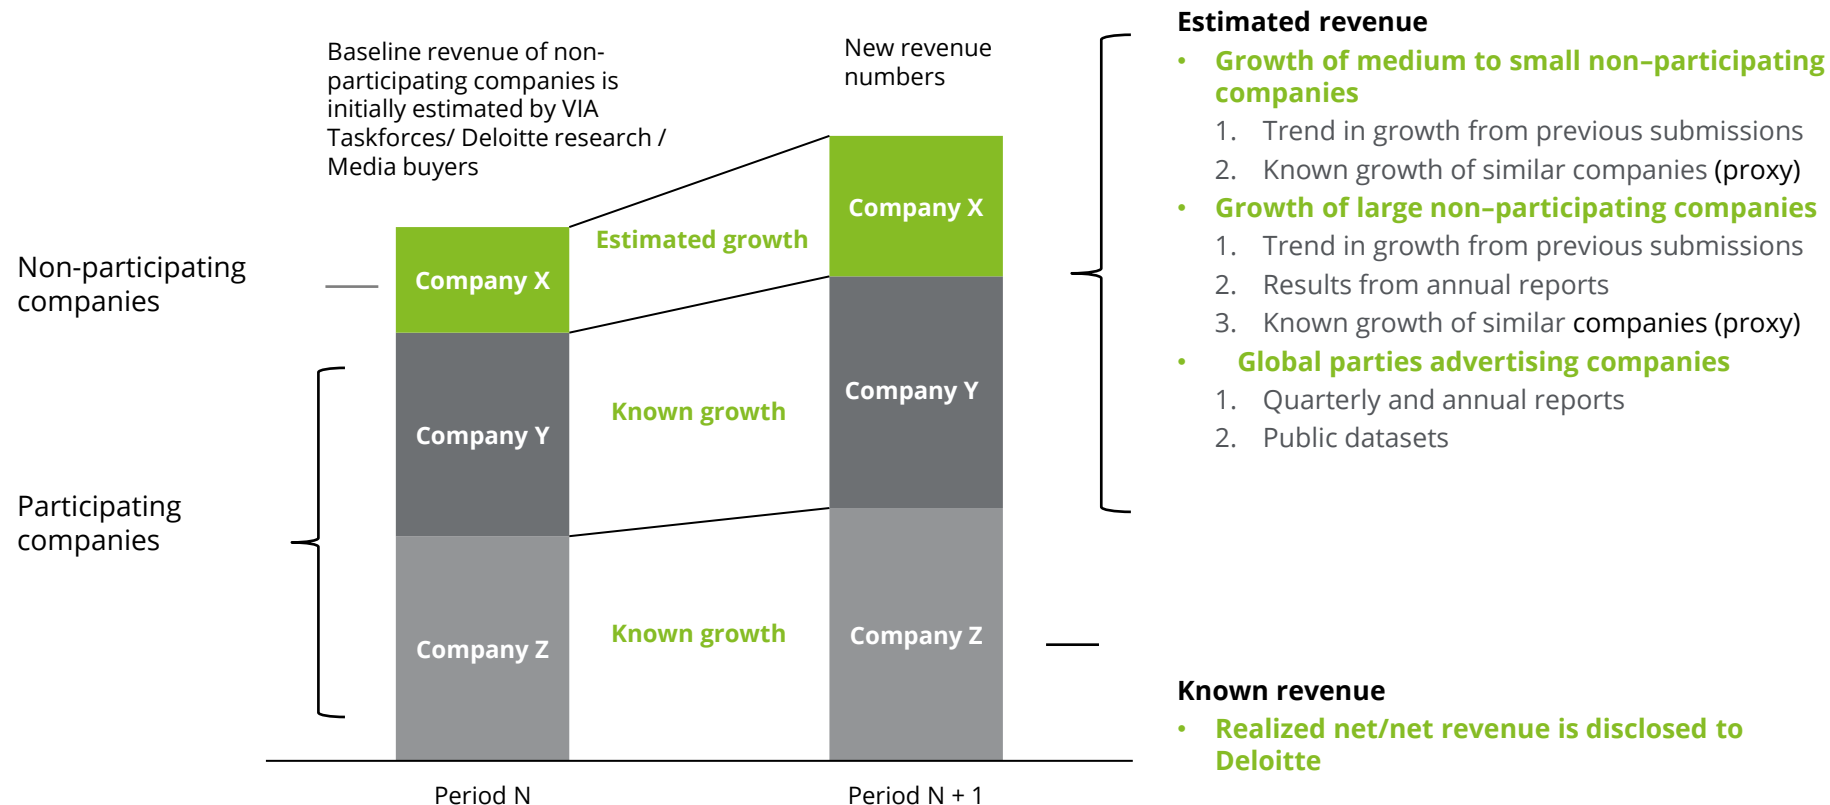 Baseline revenue of non-
participating companies is
initially estimated by VIA
Taskforces/ Deloitte research /
Media buyers
New revenue
numbers
Non-participating
companies
Participating
companies
Company X
Company Y
Company Z
Estimated growth
Known growth
Known growth
Company X
Company Y
Company Z
Period N
Period N + 1
Estimated revenue
• Growth of medium to small non–participating
companies
1. Trend in growth from previous submissions
2. Known growth of similar companies (proxy)
• Growth of large non–participating companies
1. Trend in growth from previous submissions
2. Results from annual reports
3. Known growth of similar companies (proxy)
• Global parties advertising companies
1. Quarterly and annual reports
2. Public datasets
Known revenue
• Realized net/net revenue is disclosed to
Deloitte